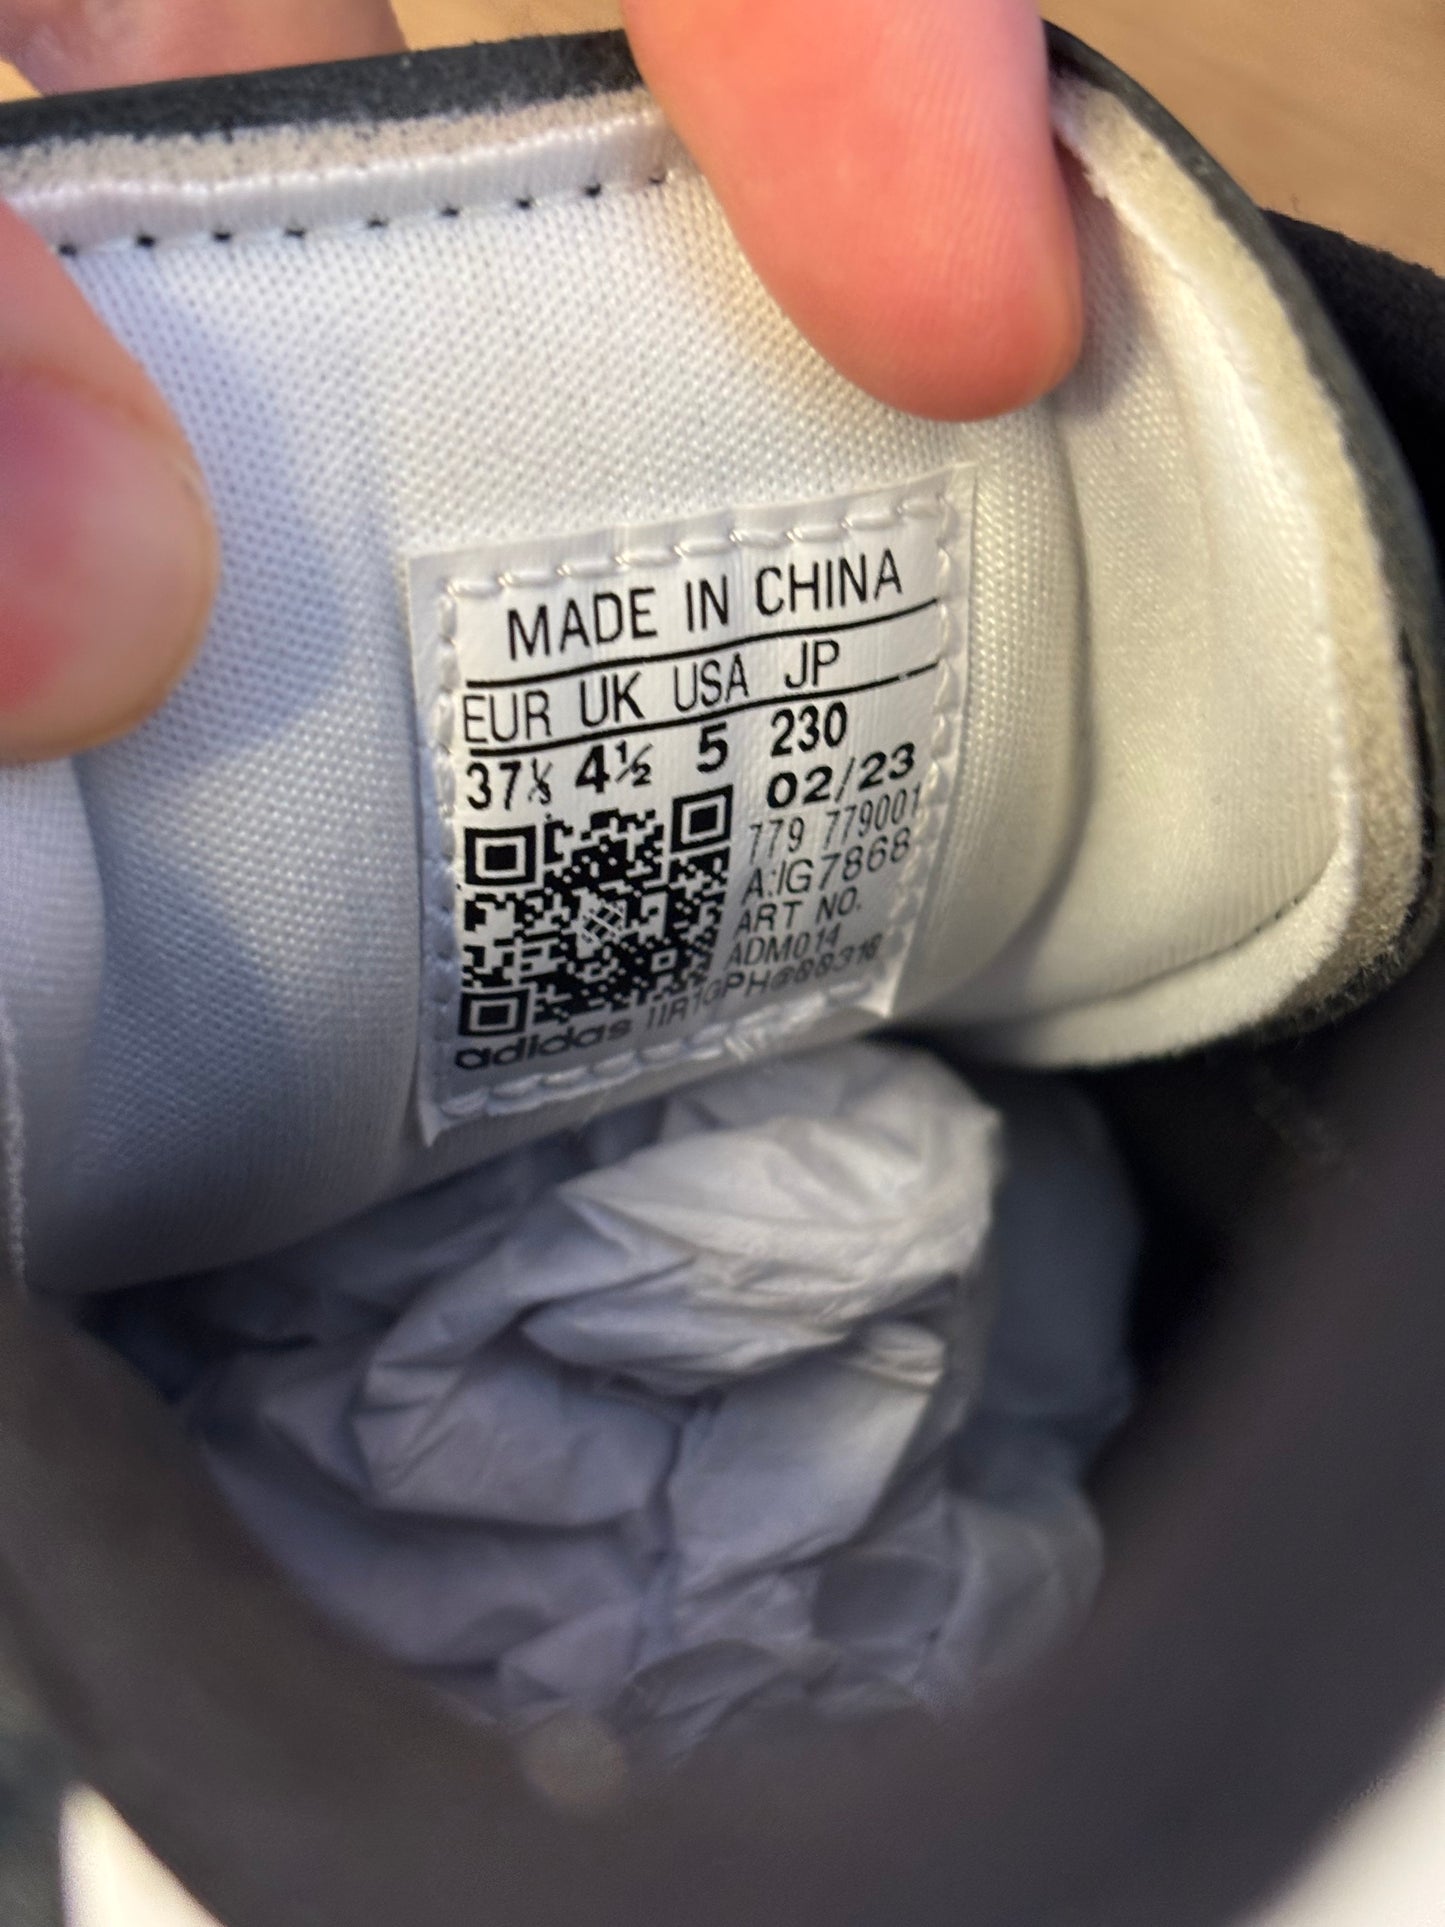 MADE IN CHINA
EUR UK USA JP
37⅓ 4½ 5 230
02/23
779 779001
A:IG7868
ART NO.
ADM014
adidas